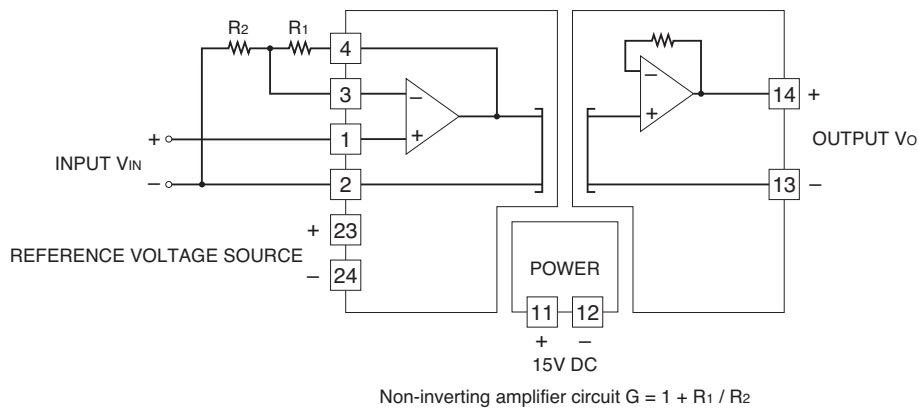 R2 R1
4
3
1
2
23
24
+
INPUT VIN
–
+
REFERENCE VOLTAGE SOURCE
–
–
+
–
+
14 +
OUTPUT VO
13 –
POWER
11 12
+ –
15V DC
Non-inverting amplifier circuit G = 1 + R1 / R2